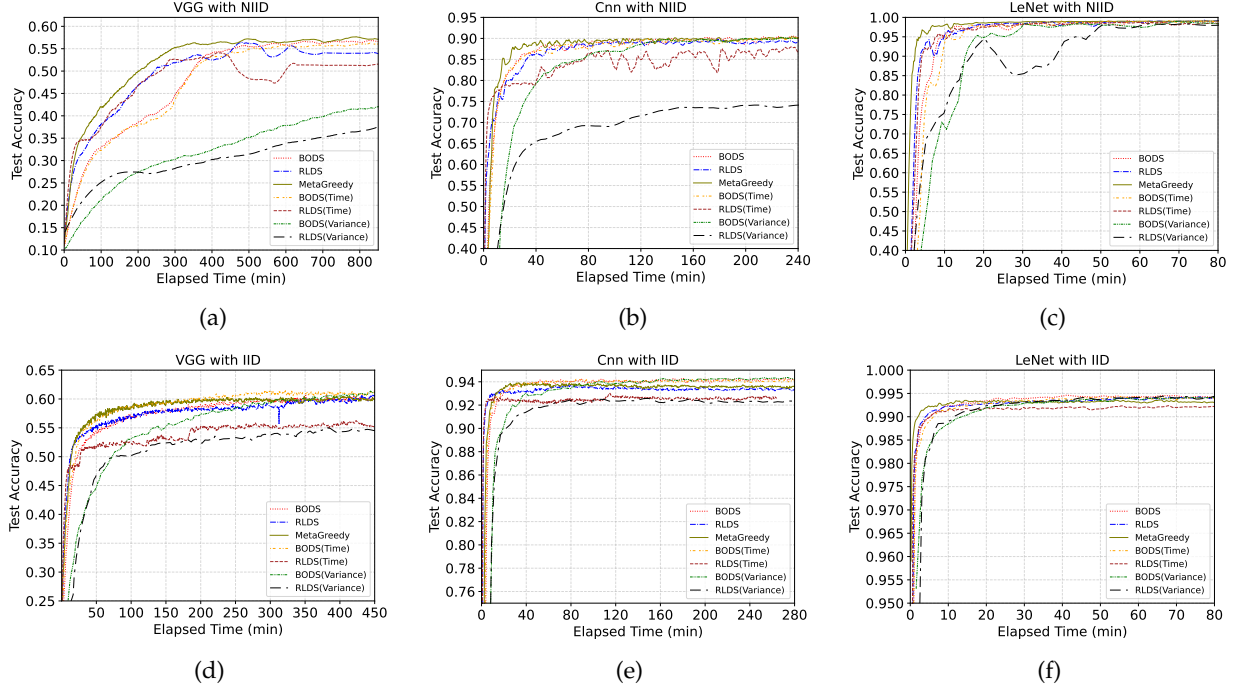 VGG with NIID
Test Accuracy
0.60
0.55
0.50
0.45
0.40
0.35
0.30
0.25
0.20
0.15
0.10
BODS
RLDS
MetaGreedy
BODS(Time)
RLDS(Time)
BODS(Variance)
RLDS(Variance)
0 100 200 300 400 500 600 700 800
Elapsed Time (min)
(a)
Cnn with NIID
Test Accuracy
0.95
0.90
0.85
0.80
0.75
0.70
0.65
0.60
0.55
0.50
0.45
0.40
BODS
RLDS
MetaGreedy
BODS(Time)
RLDS(Time)
BODS(Variance)
RLDS(Variance)
0 40 80 120 160 200 240
Elapsed Time (min)
(b)
LeNet with NIID
Test Accuracy
1.00
0.95
0.90
0.85
0.80
0.75
0.70
0.65
0.60
0.55
0.50
0.45
0.40
BODS
RLDS
MetaGreedy
BODS(Time)
RLDS(Time)
BODS(Variance)
RLDS(Variance)
0 10 20 30 40 50 60 70 80
Elapsed Time (min)
(c)
VGG with IID
Test Accuracy
0.65
0.60
0.55
0.50
0.45
0.40
0.35
0.30
0.25
BODS
RLDS
MetaGreedy
BODS(Time)
RLDS(Time)
BODS(Variance)
RLDS(Variance)
50 100 150 200 250 300 350 400 450
Elapsed Time (min)
(d)
Cnn with IID
Test Accuracy
0.94
0.92
0.90
0.88
0.86
0.84
0.82
0.80
0.78
0.76
BODS
RLDS
MetaGreedy
BODS(Time)
RLDS(Time)
BODS(Variance)
RLDS(Variance)
0 40 80 120 160 200 240 280
Elapsed Time (min)
(e)
LeNet with IID
Test Accuracy
1.000
0.995
0.990
0.985
0.980
0.975
0.970
0.965
0.960
0.955
0.950
BODS
RLDS
MetaGreedy
BODS(Time)
RLDS(Time)
BODS(Variance)
RLDS(Variance)
0 10 20 30 40 50 60 70 80
Elapsed Time (min)
(f)